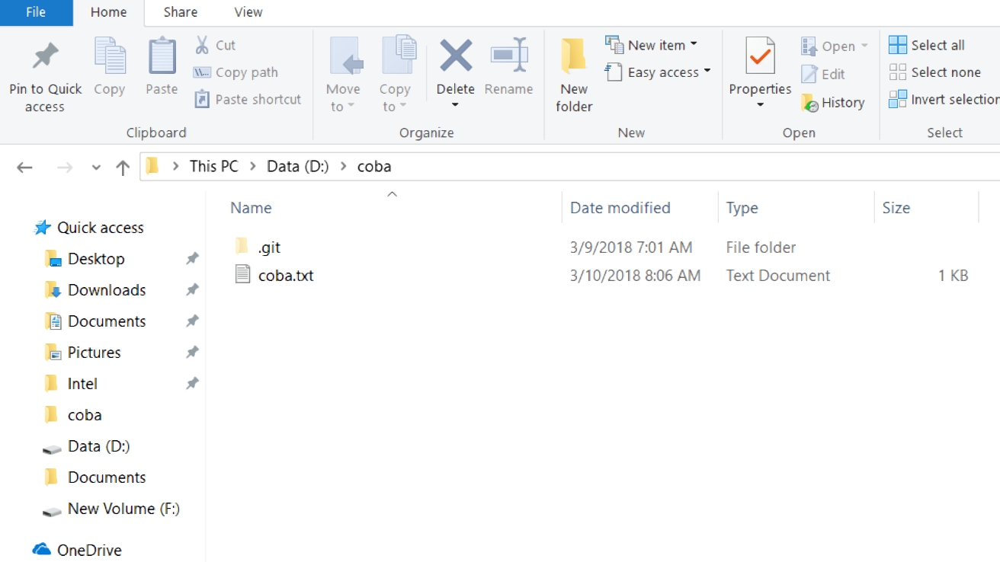 File Home Share View
Pin to Quick access
Copy
Paste
Cut
Copy path
Paste shortcut
Clipboard
Move to
Copy to
Delete
Rename
Organize
New folder
New item
Easy access
New
Properties
Open
Edit
History
Open
Select all
Select none
Invert selection
Select
This PC > Data (D:) > coba
Name Date modified Type Size
.git 3/9/2018 7:01 AM File folder
coba.txt 3/10/2018 8:06 AM Text Document 1 KB
Quick access
Desktop
Downloads
Documents
Pictures
Intel
coba
Data (D:)
Documents
New Volume (F:)
OneDrive